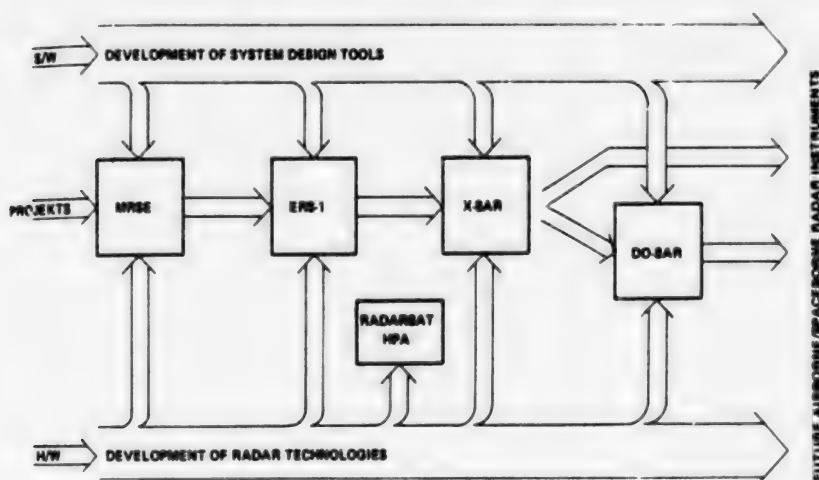 S/W
DEVELOPMENT OF SYSTEM DESIGN TOOLS
PROJEKTS
MRSE
ERS-1
X-SAR
DO-SAR
RADARSAT
HPA
H/W
DEVELOPMENT OF RADAR TECHNOLOGIES
FUTURE AIRBORNE/SPACEBORNE RADAR INSTRUMENTS